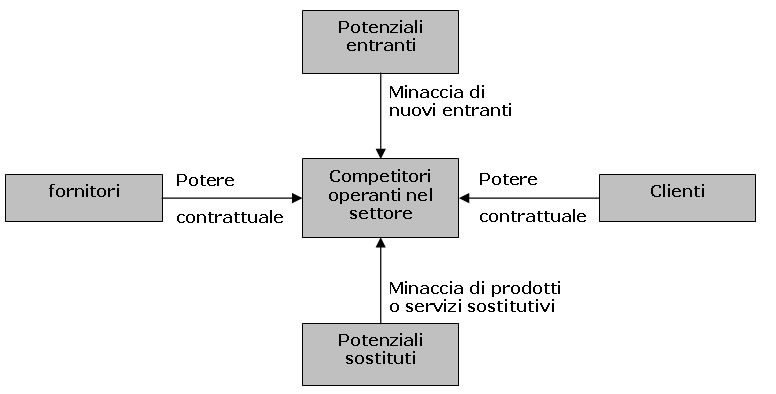 Potenziali
entranti
Minaccia di
nuovi entranti
fornitori
Potere
contrattuale
Competitori
operanti nel
settore
Potere
contrattuale
Clienti
Minaccia di prodotti
o servizi sostitutivi
Potenziali
sostituti